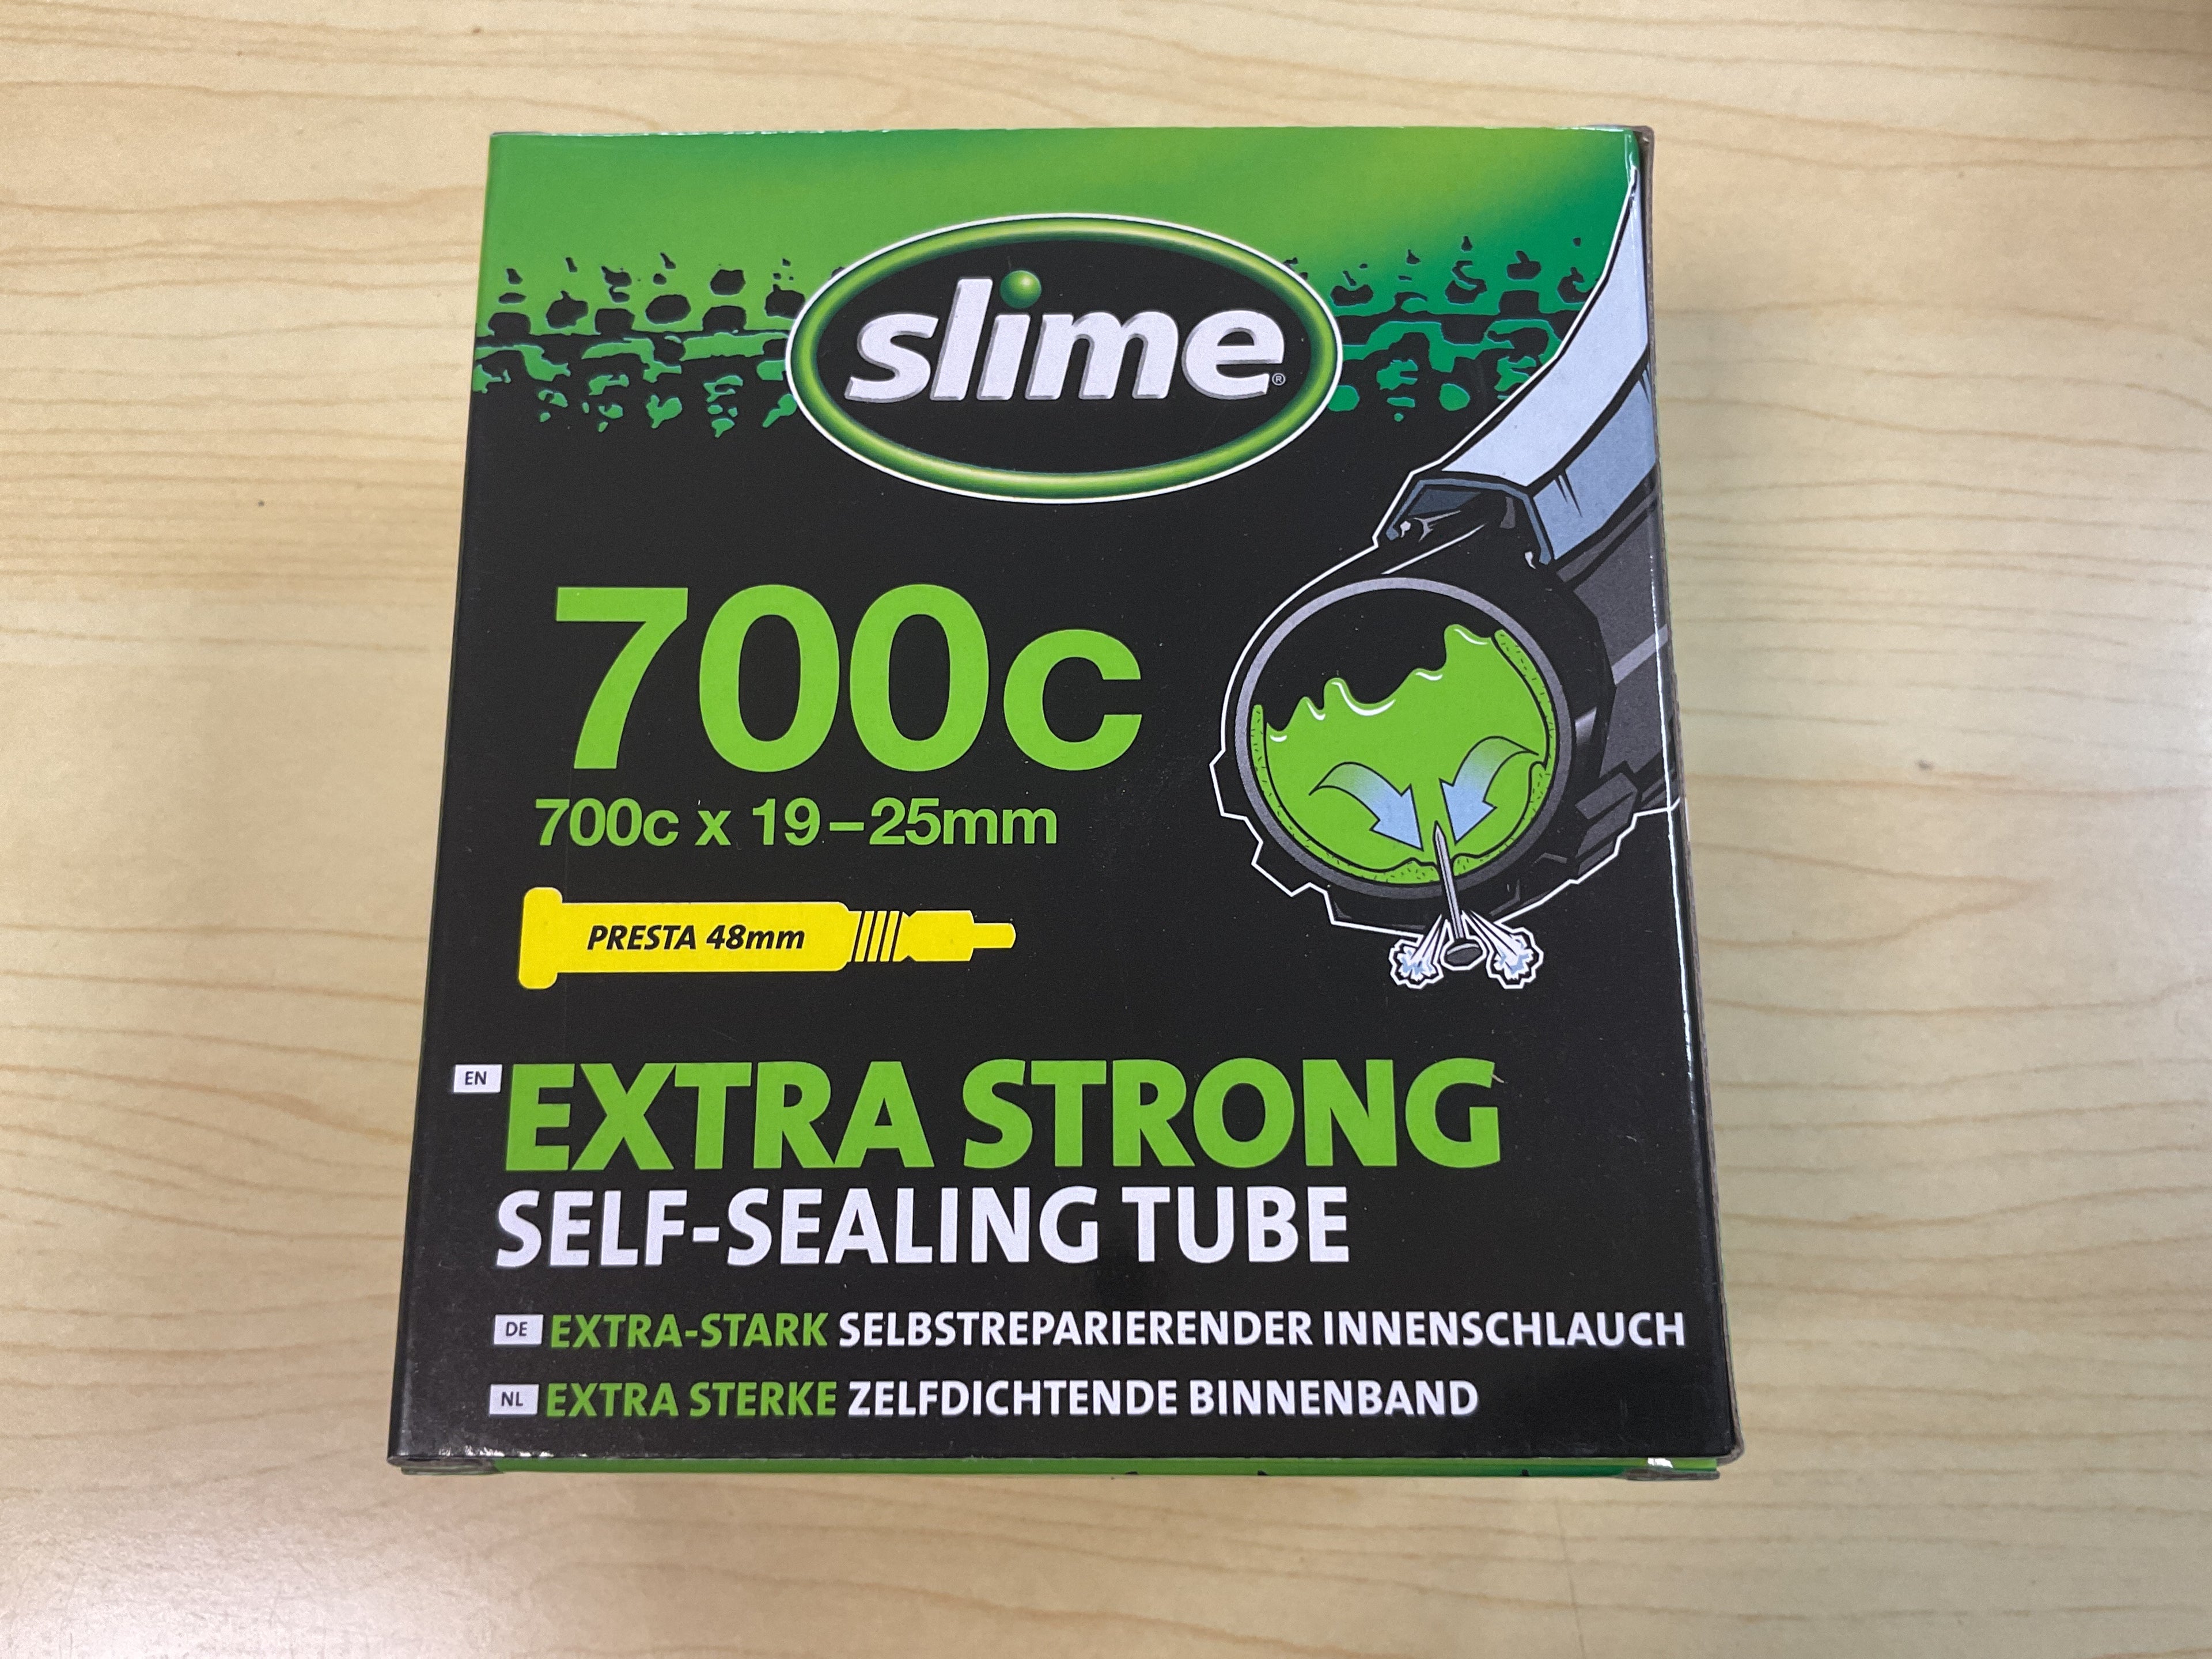 slime®
700c
700c x 19–25mm
PRESTA 48mm
EN EXTRA STRONG
SELF-SEALING TUBE
DE EXTRA-STARK SELBSTREPARIERENDER INNENSCHLAUCH
NL EXTRA STERKE ZELFDICHTENDE BINNENBAND